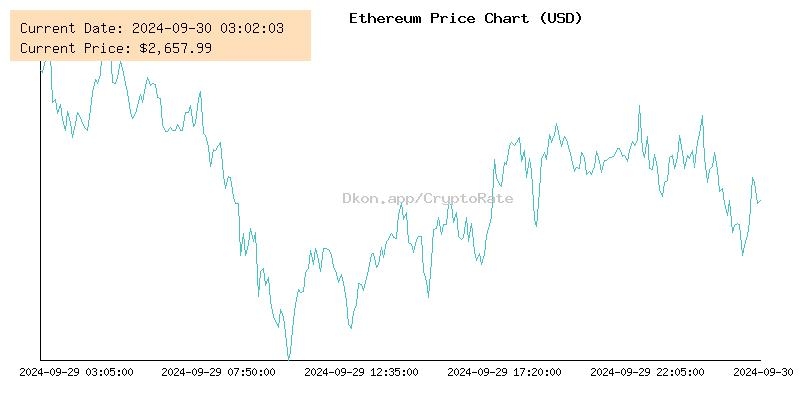 Ethereum Price Chart (USD)
Current Date: 2024-09-30 03:02:03
Current Price: $2,657.99
Dkon.app/CryptoRate
2024-09-29 03:05:00 2024-09-29 07:50:00 2024-09-29 12:35:00 2024-09-29 17:20:00 2024-09-29 22:05:00 2024-09-30